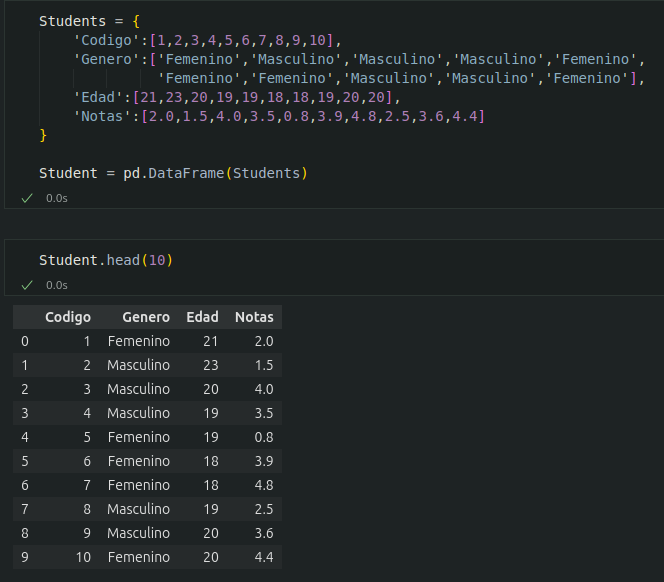 Students = {
'Codigo':[1,2,3,4,5,6,7,8,9,10],
'Genero':['Femenino','Masculino','Masculino','Masculino','Femenino',
'Femenino','Femenino','Masculino','Masculino','Femenino'],
'Edad':[21,23,20,19,19,18,18,19,20,20],
'Notas':[2.0,1.5,4.0,3.5,0.8,3.9,4.8,2.5,3.6,4.4]
}
Student = pd.DataFrame(Students)
0.0s
Student.head(10)
0.0s
Codigo Genero Edad Notas
0 1 Femenino 21 2.0
1 2 Masculino 23 1.5
2 3 Masculino 20 4.0
3 4 Masculino 19 3.5
4 5 Femenino 19 0.8
5 6 Femenino 18 3.9
6 7 Femenino 18 4.8
7 8 Masculino 19 2.5
8 9 Masculino 20 3.6
9 10 Femenino 20 4.4